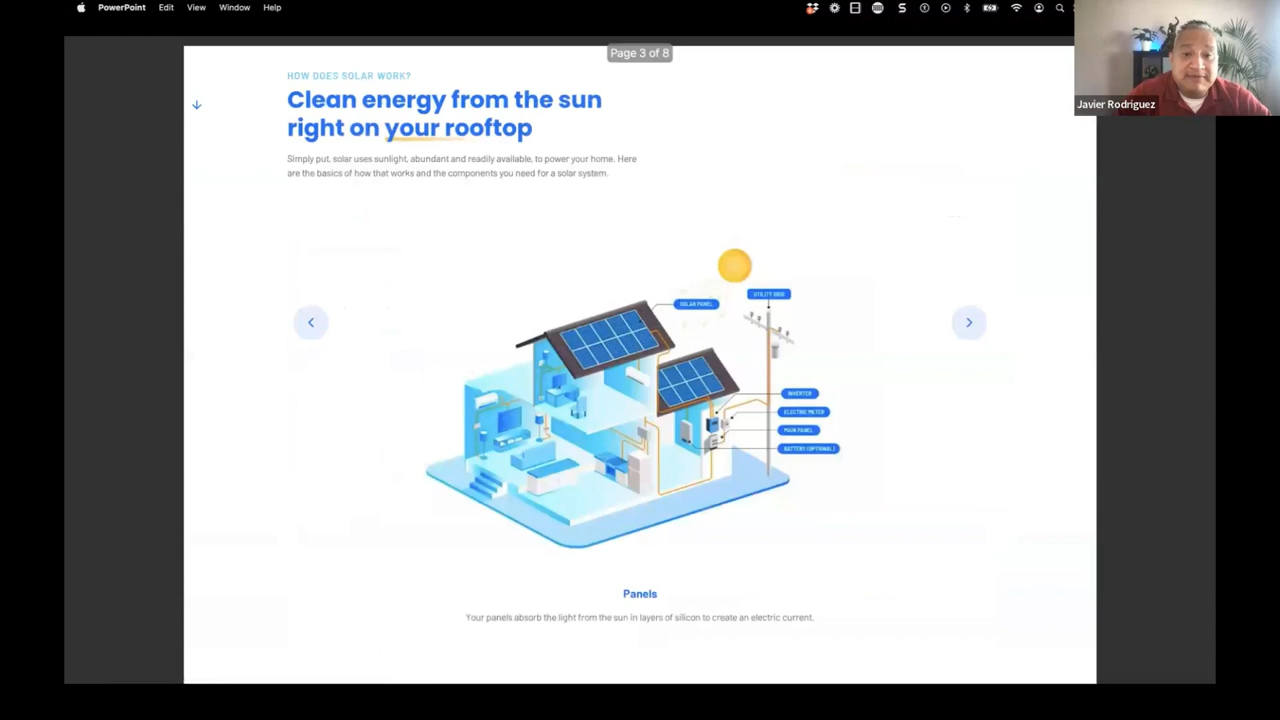 PowerPoint Edit View Window Help
Page 3 of 8
Javier Rodriguez
HOW DOES SOLAR WORK?
Clean energy from the sun
right on your rooftop
Simply put, solar uses sunlight, abundant and readily available, to power your home. Here
are the basics of how that works and the components you need for a solar system.
UTILITY GRID
SOLAR PANEL
INVERTER
ELECTRIC METER
MAIN PANEL
BATTERY (OPTIONAL)
Panels
Your panels absorb the light from the sun in layers of silicon to create an electric current.